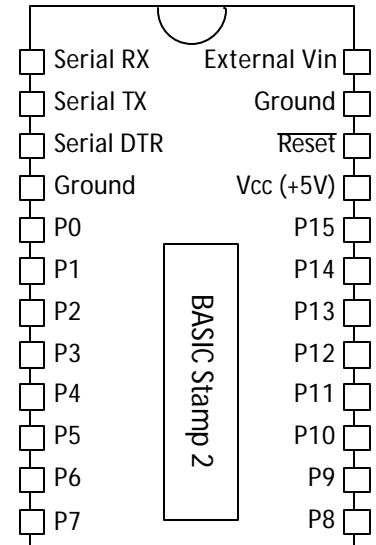 Serial RX External Vin
Serial TX Ground
Serial DTR Reset
Ground Vcc (+5V)
P0 P15
P1 P14
P2 P13
P3 P12
P4 P11
P5 P10
P6 P9
P7 P8
BASIC Stamp 2